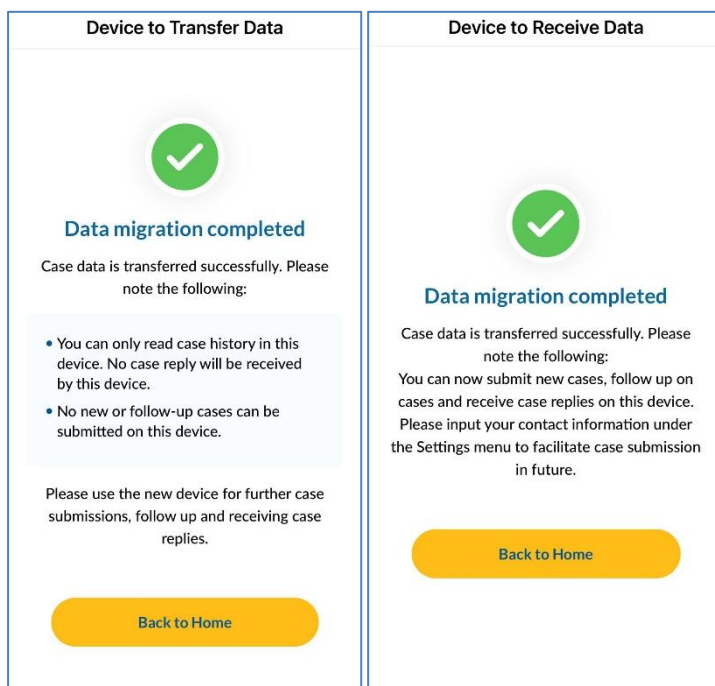 Device to Transfer Data
Data migration completed
Case data is transferred successfully. Please
note the following:
• You can only read case history in this
device. No case reply will be received
by this device.
• No new or follow-up cases can be
submitted on this device.
Please use the new device for further case
submissions, follow up and receiving case
replies.
Back to Home
Device to Receive Data
Data migration completed
Case data is transferred successfully. Please
note the following:
You can now submit new cases, follow up on
cases and receive case replies on this device.
Please input your contact information under
the Settings menu to facilitate case submission
in future.
Back to Home